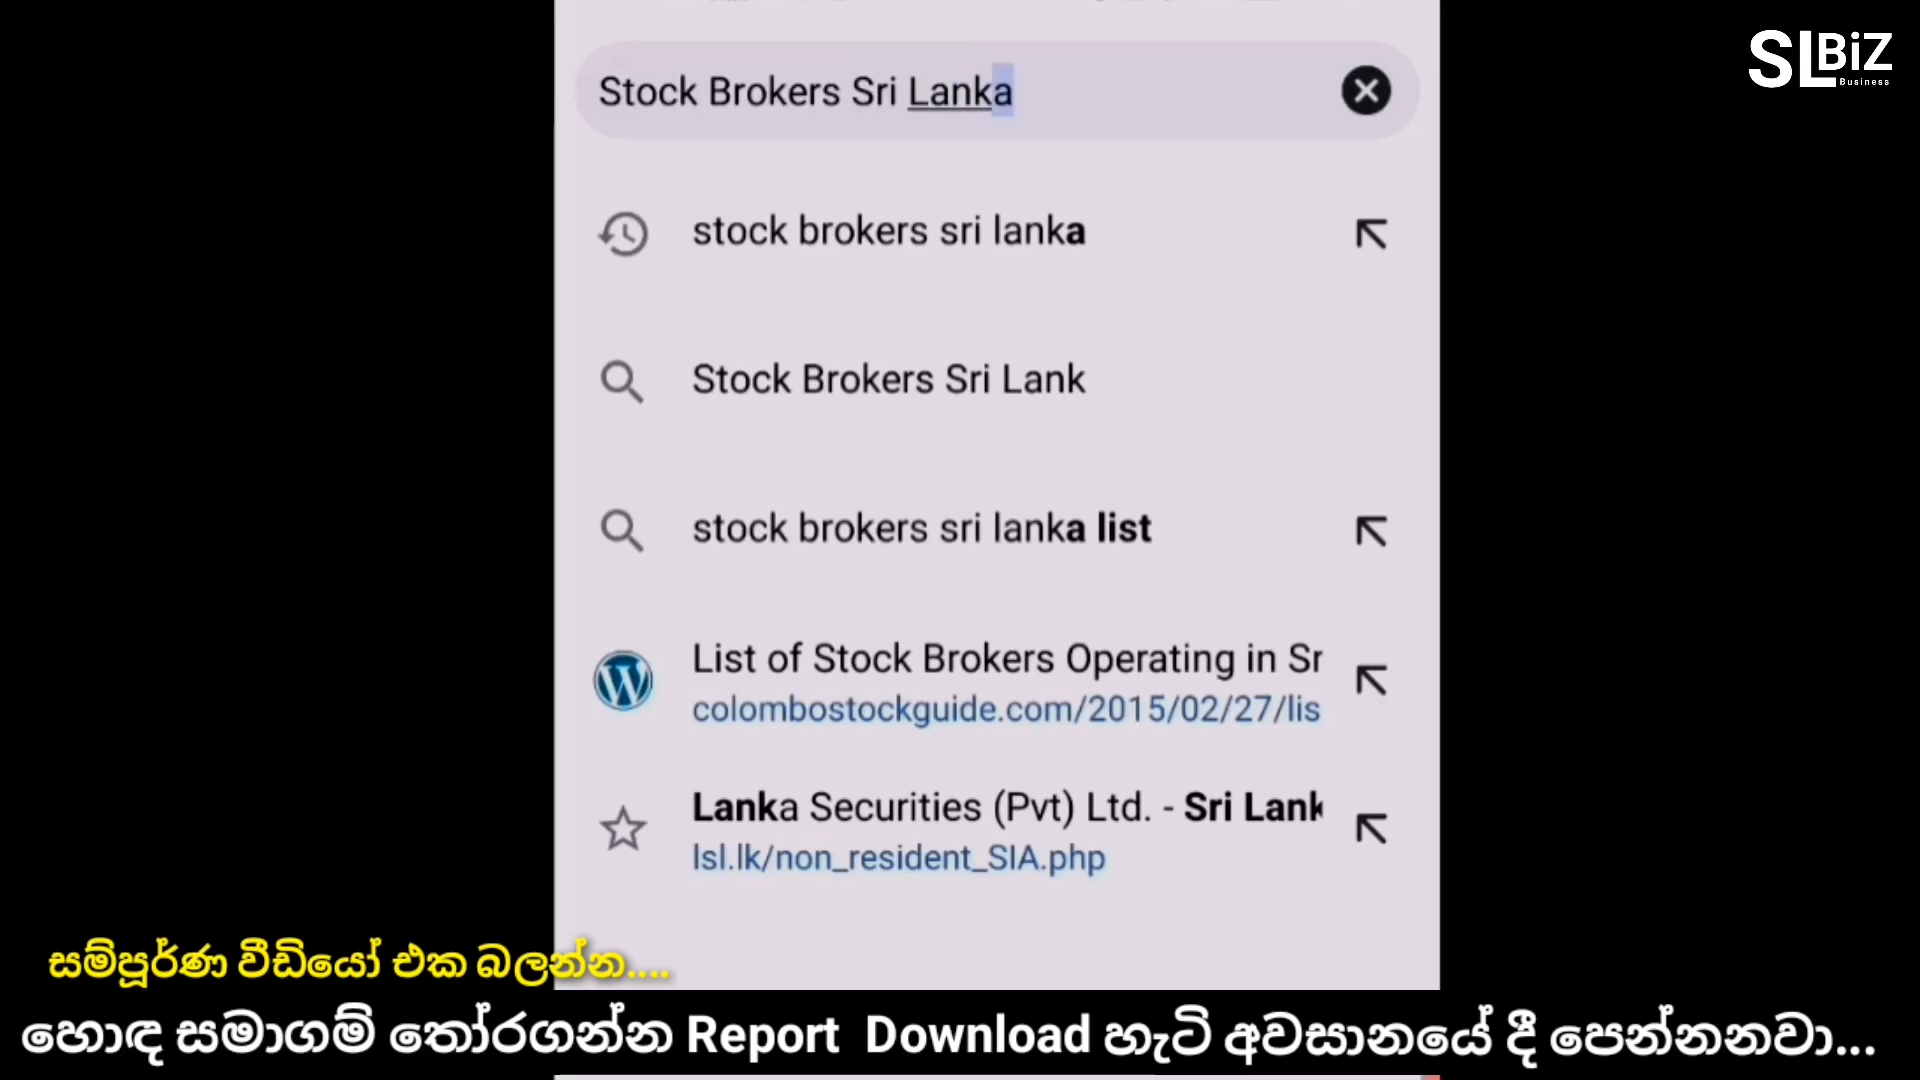 SLBiZ
Business
Stock Brokers Sri Lanka
stock brokers sri lanka
Stock Brokers Sri Lank
stock brokers sri lanka list
List of Stock Brokers Operating in Sr
colombostockguide.com/2015/02/27/lis
Lanka Securities (Pvt) Ltd. - Sri Lank
lsl.lk/non_resident_SIA.php
සම්පූර්ණ වීඩියෝ එක බලන්න....
හොඳ සමාගම් තෝරගන්න Report Download හැටි අවසානයේ දී පෙන්නනවා...